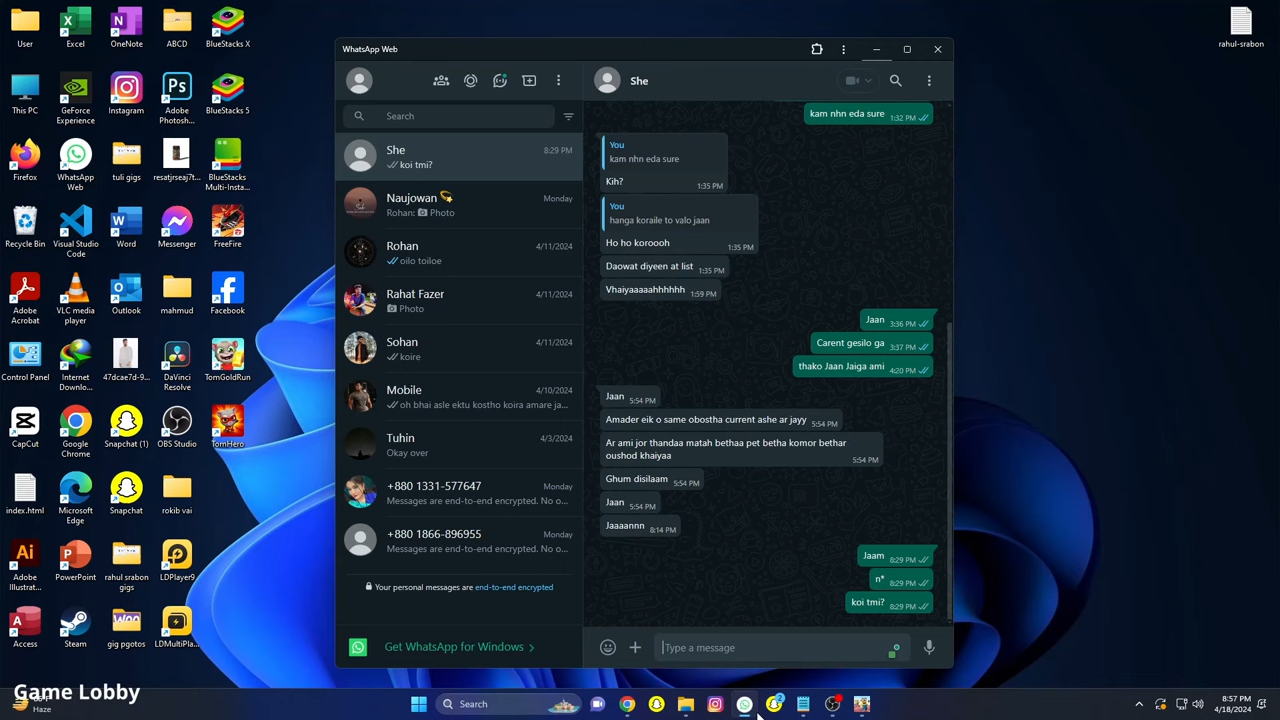 User
Excel
OneNote
ABCD
BlueStacks X
rahul-srabon
This PC
GeForce
Experience
Instagram
Adobe
Photosh...
BlueStacks 5
Firefox
WhatsApp
Web
tuli gigs
resatjrseaj7t...
BlueStacks
Multi-Insta...
Recycle Bin
Visual Studio
Code
Word
Messenger
FreeFire
Adobe
Acrobat
VLC media
player
Outlook
mahmud
Facebook
Control Panel
Internet
Downlo...
47dcae7d-9...
DaVinci
Resolve
TomGoldRun
CapCut
Google
Chrome
Snapchat (1)
OBS Studio
TomHero
index.html
Microsoft
Edge
Snapchat
rokib vai
Adobe
Illustrat...
PowerPoint
rahul srabon
gigs
LDPlayer9
Access
Steam
gig pgotos
LDMultiPla...
WhatsApp Web
Search
She
8:29 PM
koi tmi?
Naujowan
Monday
Rohan: Photo
Rohan
4/11/2024
oilo toiloe
Rahat Fazer
4/11/2024
Photo
Sohan
4/11/2024
koire
Mobile
4/10/2024
oh bhai asle ektu kostho koira amare ja...
Tuhin
4/3/2024
Okay over
+880 1331-577647
Monday
Messages are end-to-end encrypted. No o...
+880 1866-896955
Monday
Messages are end-to-end encrypted. No o...
Your personal messages are end-to-end encrypted
Get WhatsApp for Windows
She
kam nhn eda sure 1:32 PM
You
kam nhn eda sure
Kih? 1:35 PM
You
hanga koraile to valo jaan
Ho ho koroooh 1:35 PM
Daowat diyeen at list 1:35 PM
Vhaiyaaaaahhhhhh 1:59 PM
Jaan 3:36 PM
Carent gesilo ga 3:37 PM
thako Jaan Jaiga ami 4:20 PM
Jaan 5:54 PM
Amader eik o same obostha current ashe ar jayy 5:54 PM
Ar ami jor thandaa matah bethaa pet betha komor bethar
oushod khaiyaa 5:54 PM
Ghum disilaam 5:54 PM
Jaan 5:54 PM
Jaaaannn 8:14 PM
Jaam 8:29 PM
n* 8:29 PM
koi tmi? 8:29 PM
Type a message
Game Lobby
Search
8:57 PM
4/18/2024